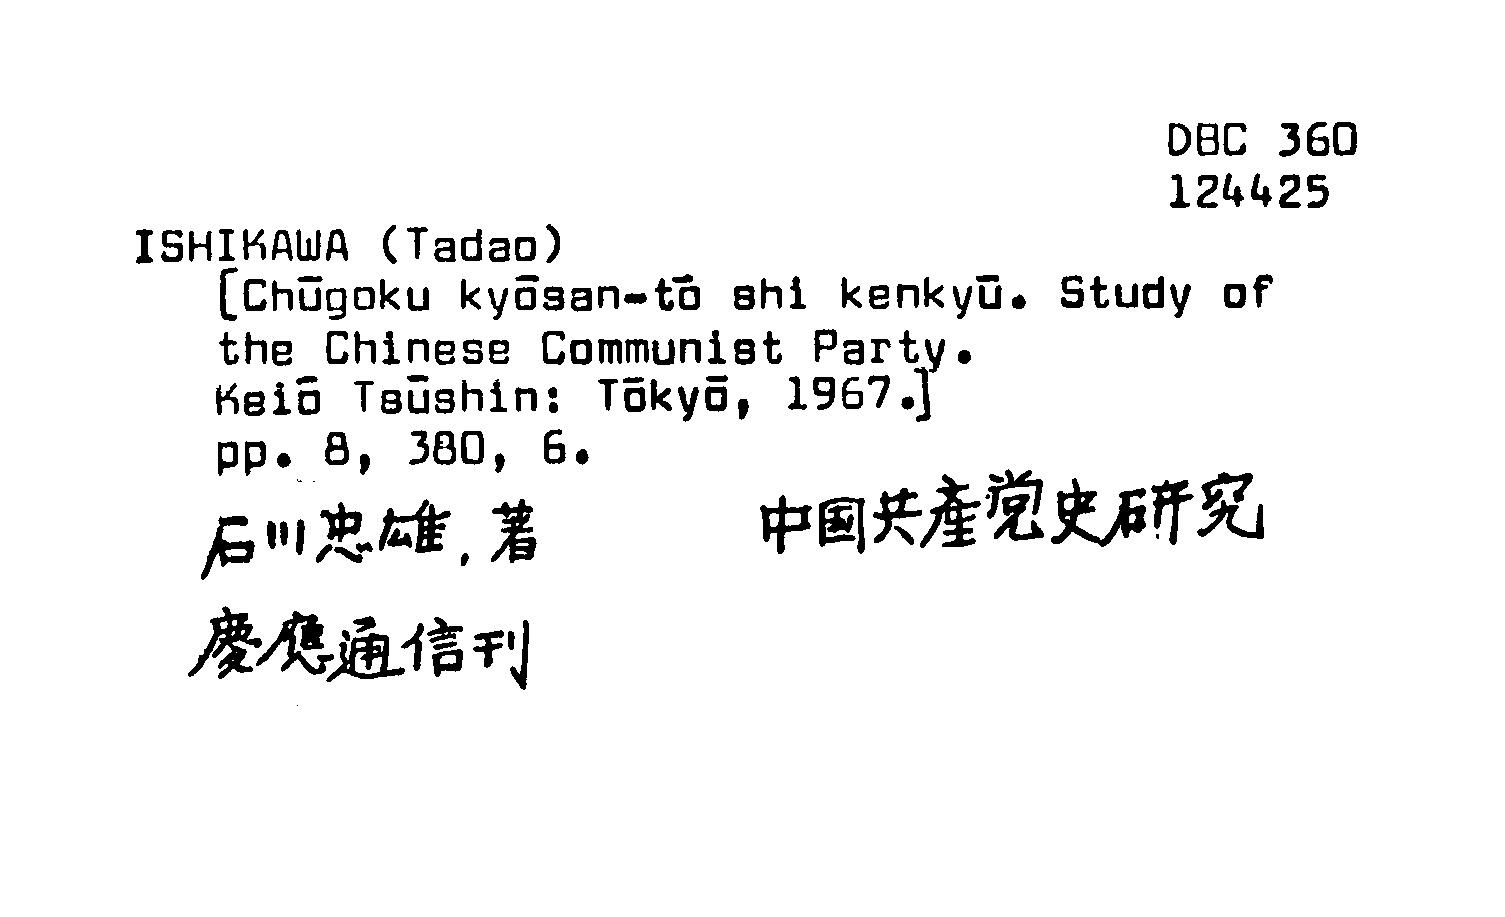 DBC 360
124425
ISHIKAWA (Tadao)
[Chūgoku kyōsan-tō shi kenkyū. Study of
the Chinese Communist Party.
Keiō Tsūshin: Tōkyō, 1967.]
pp. 8, 380, 6.
石川忠雄,著 中国共產党史研究
慶應通信刊